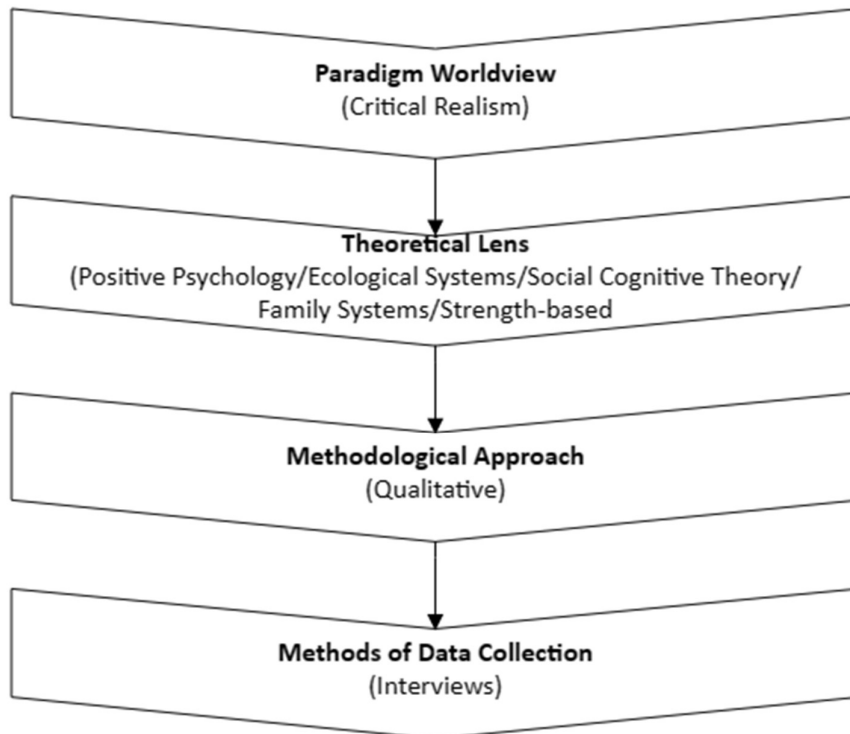 Paradigm Worldview
(Critical Realism)
Theoretical Lens
(Positive Psychology/Ecological Systems/Social Cognitive Theory/
Family Systems/Strength-based
Methodological Approach
(Qualitative)
Methods of Data Collection
(Interviews)